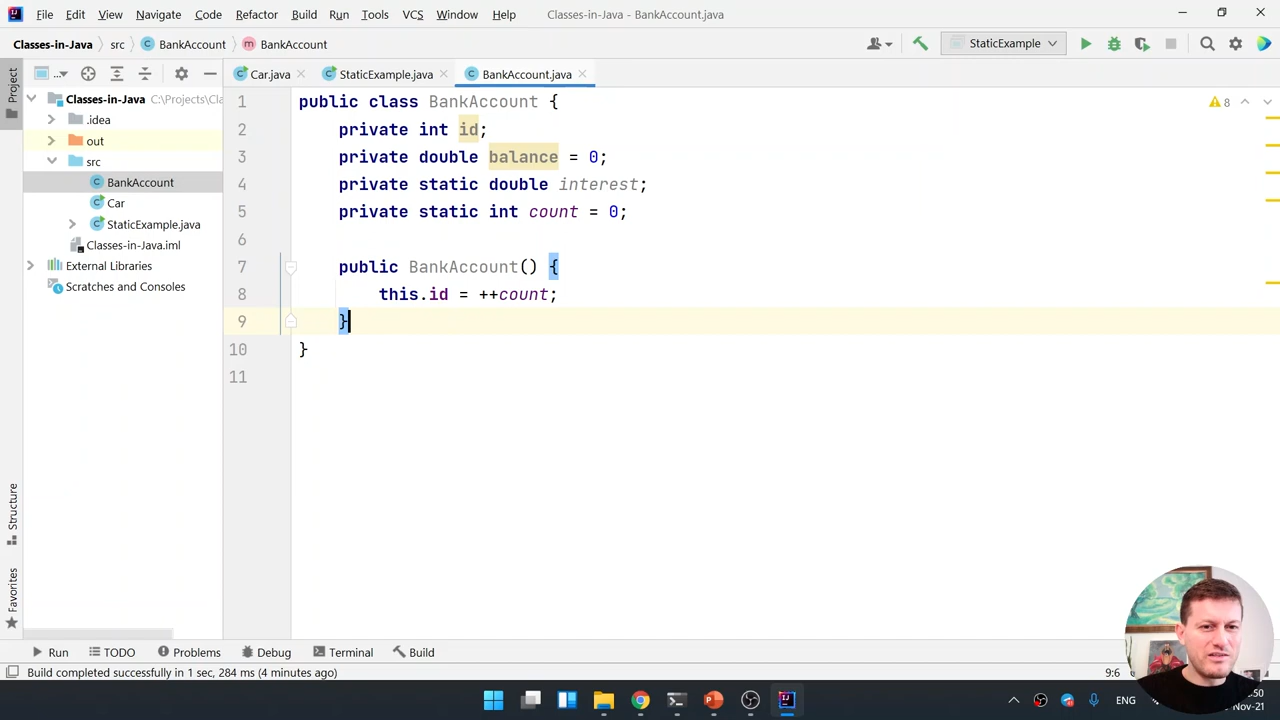 File Edit View Navigate Code Refactor Build Run Tools VCS Window Help Classes-in-Java - BankAccount.java
Classes-in-Java src BankAccount BankAccount StaticExample
Project ... Car.java StaticExample.java BankAccount.java
Classes-in-Java C:\Projects\Cla
.idea
out
src
BankAccount
Car
StaticExample.java
Classes-in-Java.iml
External Libraries
Scratches and Consoles
Structure
Favorites
1 public class BankAccount { 8
2 private int id;
3 private double balance = 0;
4 private static double interest;
5 private static int count = 0;
6
7 public BankAccount() {
8 this.id = ++count;
9 }
10 }
11
Run TODO Problems Debug Terminal Build
Build completed successfully in 1 sec, 284 ms (4 minutes ago) 9:6
ENG :50
-Nov-21